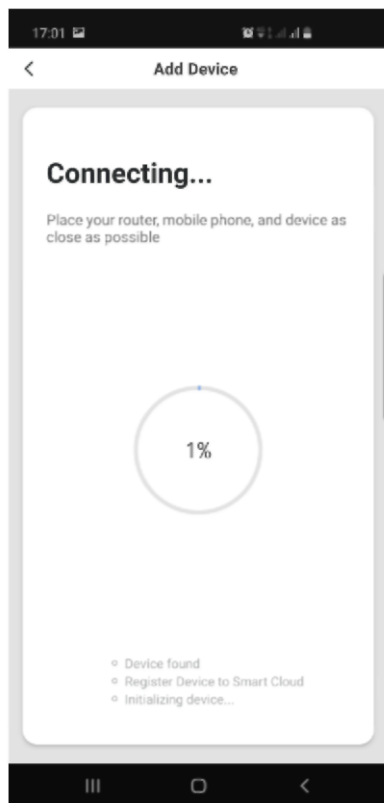 17:01
Add Device
Connecting...
Place your router, mobile phone, and device as
close as possible
1%
Device found
Register Device to Smart Cloud
Initializing device...